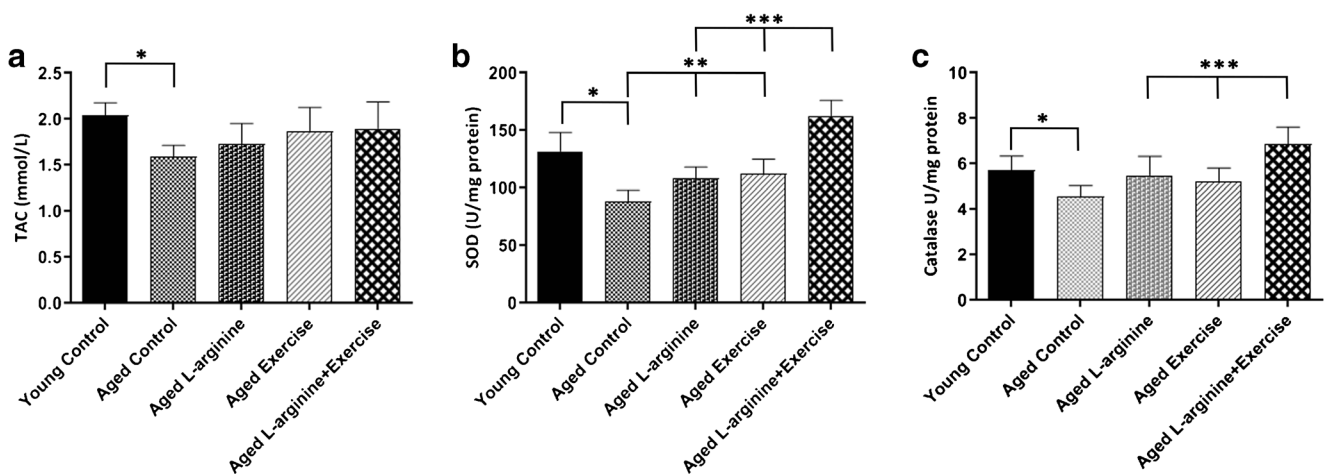 a
*
TAC (mmol/L)
2.5
2.0
1.5
1.0
0.5
0.0
Young Control
Aged Control
Aged L-arginine
Aged Exercise
Aged L-arginine+Exercise
b
***
**
*
SOD (U/mg protein)
200
150
100
50
0
Young Control
Aged Control
Aged L-arginine
Aged Exercise
Aged L-arginine+Exercise
c
***
*
Catalase U/mg protein
10
8
6
4
2
0
Young Control
Aged Control
Aged L-arginine
Aged Exercise
Aged L-arginine+Exercise